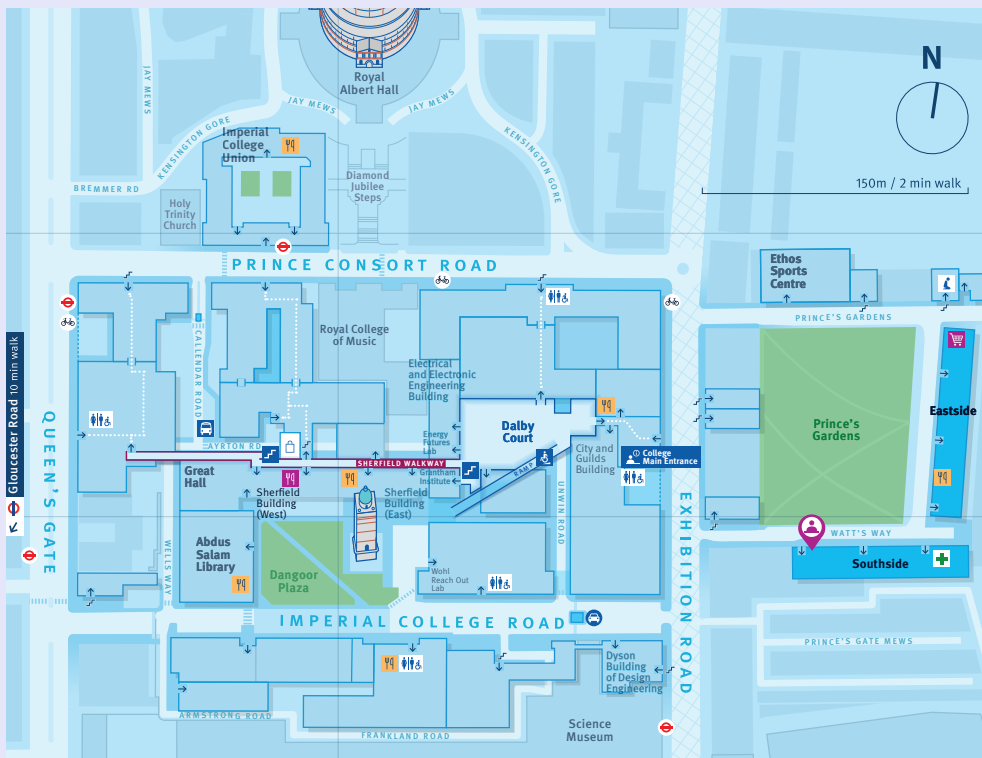 Royal
Albert Hall
N
JAY MEWS
JAY MEWS
JAY MEWS
KENSINGTON GORE
KENSINGTON GORE
Imperial
College
Union
150m / 2 min walk
BREMMER RD
Diamond
Jubilee
Steps
Holy
Trinity
Church
PRINCE CONSORT ROAD
Ethos
Sports
Centre
PRINCE'S GARDENS
CALLENDAR ROAD
Royal College
of Music
Electrical
and Electronic
Engineering
Building
Gloucester Road 10 min walk
QUEEN'S GATE
Eastside
Dalby
Court
Prince's
Gardens
Energy
Futures
Lab
AYRTON RD
City and
Guilds
Building
College
Main Entrance
SHERFIELD WALKWAY
RAMP
Great
Hall
Grantham
Institute
Sherfield
Building
(West)
Sherfield
Building
(East)
UNWIN ROAD
EXHIBITION ROAD
WATT'S WAY
Abdus
Salam
Library
WELLS WAY
Southside
Dangoor
Plaza
Wohl
Reach Out
Lab
IMPERIAL COLLEGE ROAD
PRINCE'S GATE MEWS
Dyson
Building
of Design
Engineering
ARMSTRONG ROAD
FRANKLAND ROAD
Science
Museum